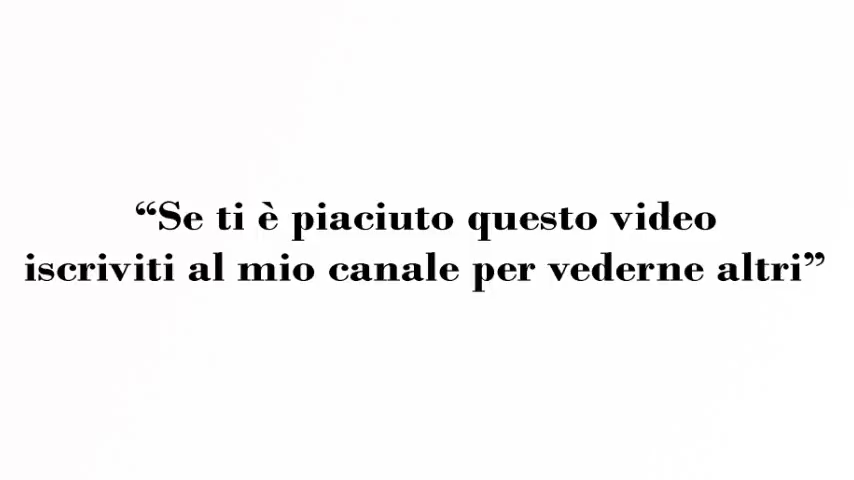 “Se ti è piaciuto questo video
iscriviti al mio canale per vederne altri”